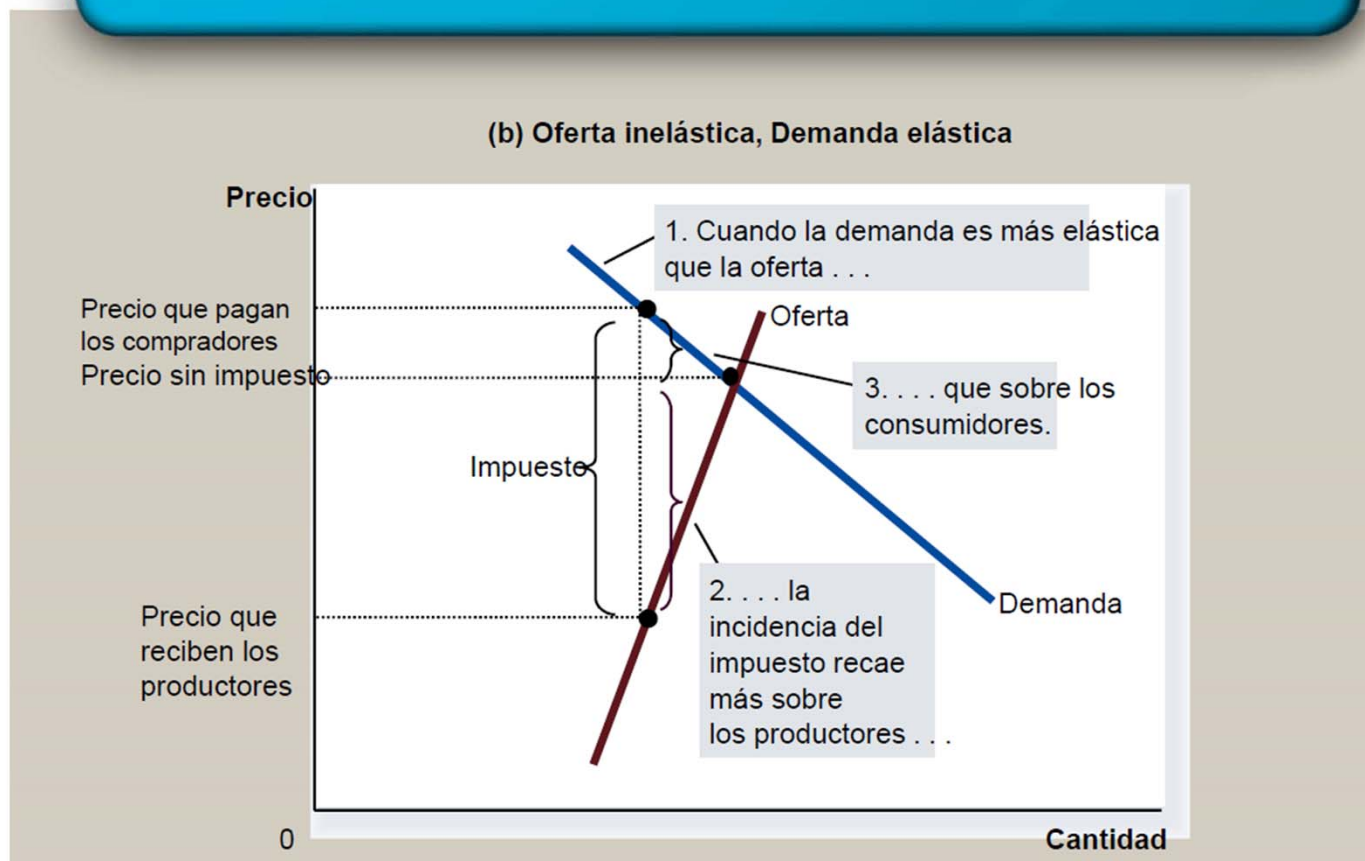 (b) Oferta inelástica, Demanda elástica
Precio
1. Cuando la demanda es más elástica
que la oferta . . .
Precio que pagan
los compradores
Oferta
Precio sin impuesto
3. . . . que sobre los
consumidores.
Impuesto
2. . . . la
incidencia del
impuesto recae
más sobre
los productores . . .
Demanda
Precio que
reciben los
productores
0
Cantidad